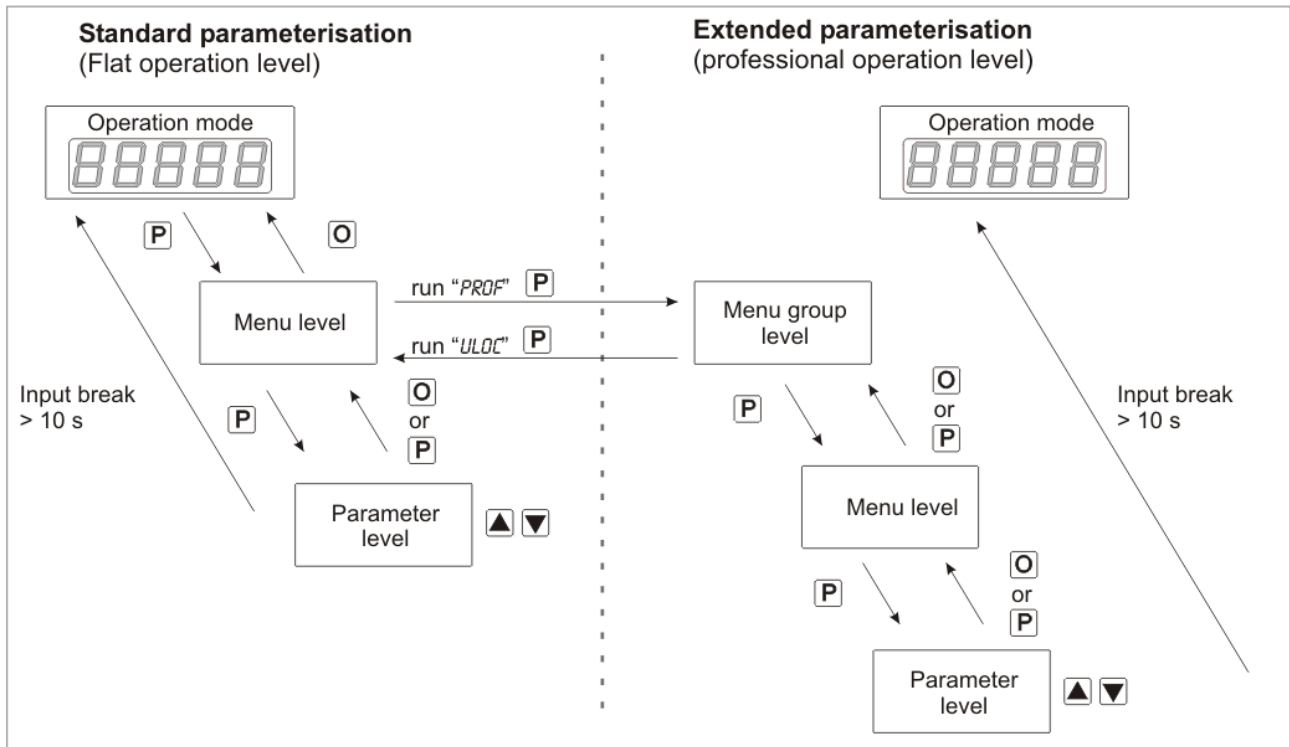 Standard parameterisation
(Flat operation level)
Operation mode
88888
P
O
Menu level
Input break
> 10 s
P
O
or
P
Parameter
level
run “PROF” P
run “ULOC” P
Extended parameterisation
(professional operation level)
Operation mode
88888
Menu group
level
P
O
or
P
Input break
> 10 s
Menu level
P
O
or
P
Parameter
level